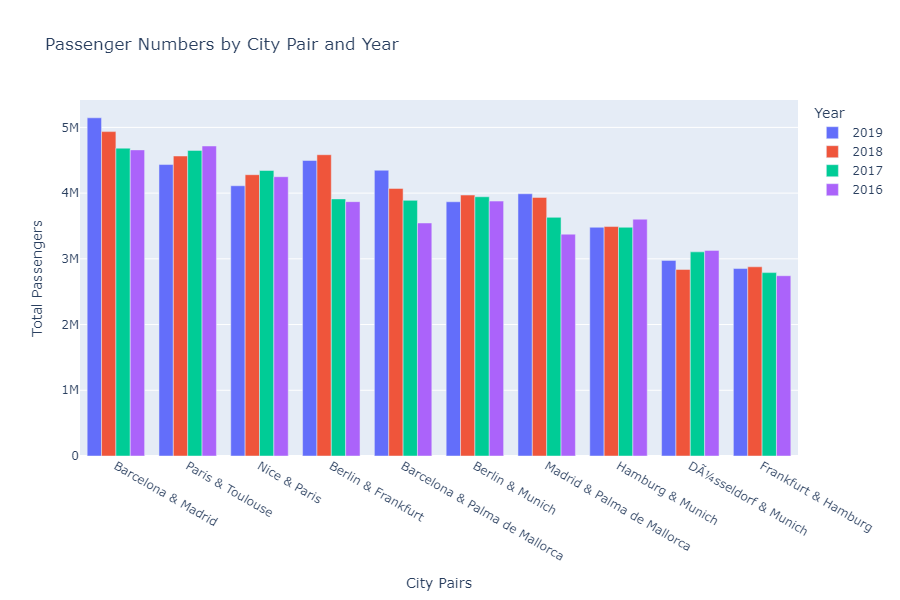 Passenger Numbers by City Pair and Year
Year
2019
2018
2017
2016
Total Passengers
5M
4M
3M
2M
1M
0
Barcelona & Madrid
Paris & Toulouse
Nice & Paris
Berlin & Frankfurt
Barcelona & Palma de Mallorca
Berlin & Munich
Madrid & Palma de Mallorca
Hamburg & Munich
DÃ¼sseldorf & Munich
Frankfurt & Hamburg
City Pairs